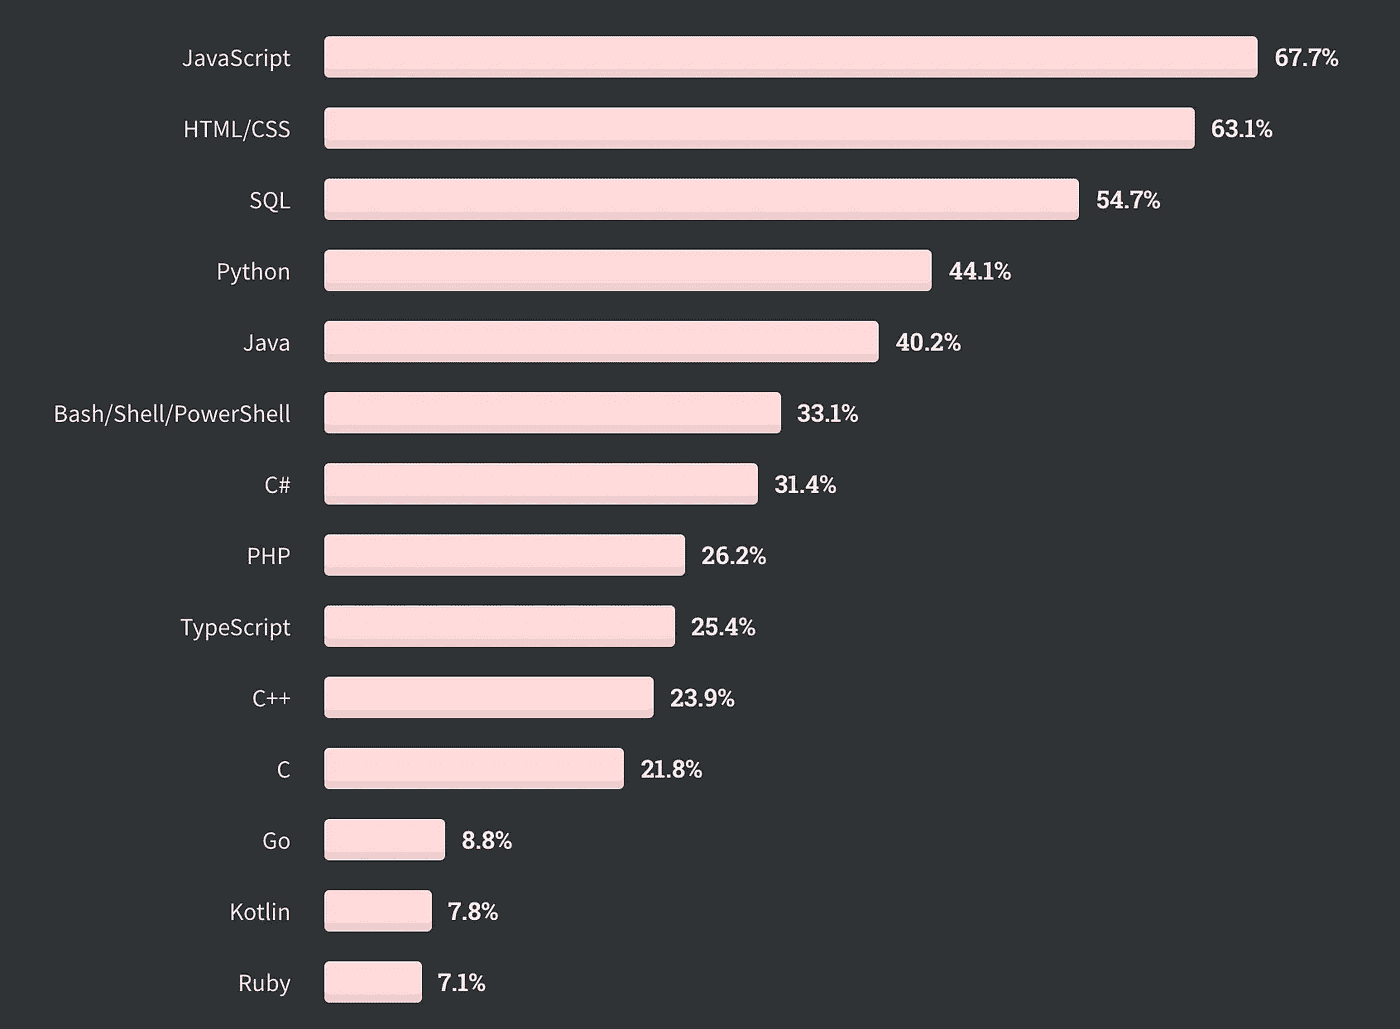 JavaScript 67.7%
HTML/CSS 63.1%
SQL 54.7%
Python 44.1%
Java 40.2%
Bash/Shell/PowerShell 33.1%
C# 31.4%
PHP 26.2%
TypeScript 25.4%
C++ 23.9%
C 21.8%
Go 8.8%
Kotlin 7.8%
Ruby 7.1%